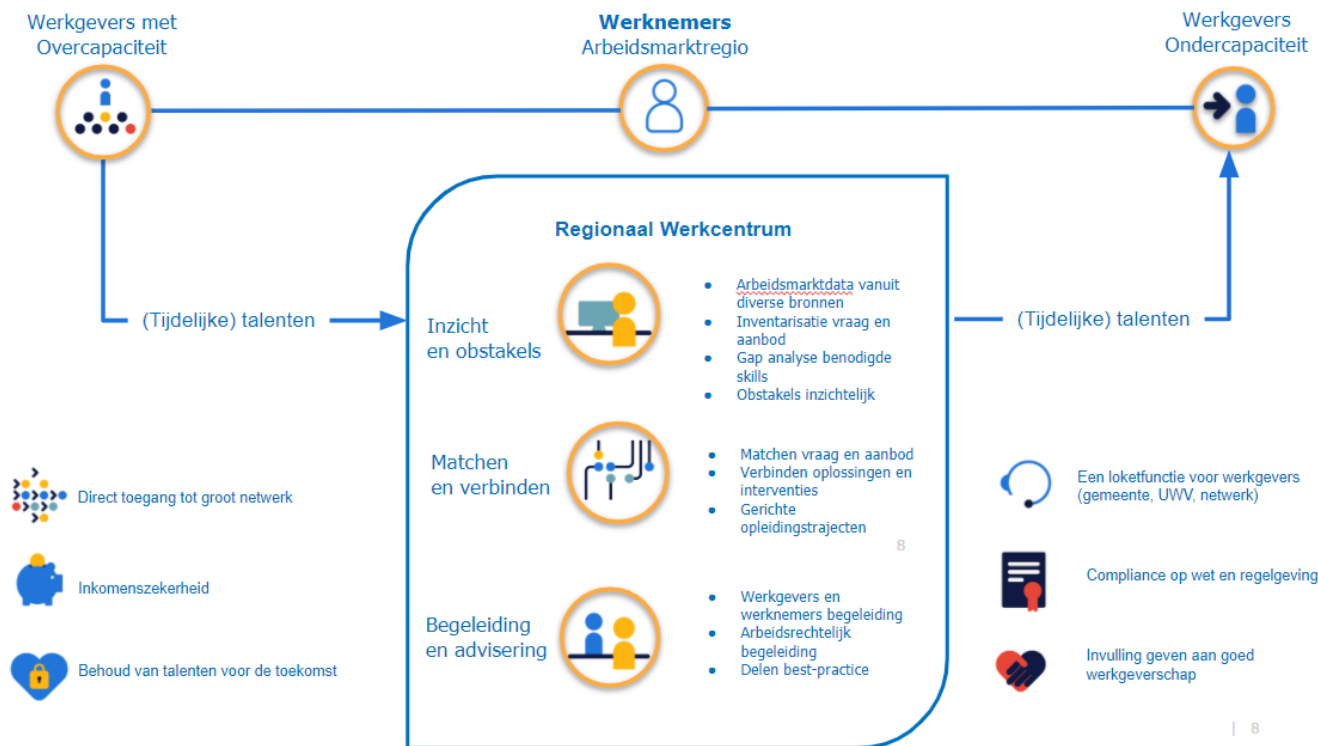 Werkgevers met
Overcapaciteit
Werknemers
Arbeidsmarktregio
Werkgevers
Ondercapaciteit
Regionaal Werkcentrum
(Tijdelijke) talenten
Inzicht
en obstakels
● Arbeidsmarktdata vanuit
diverse bronnen
● Inventarisatie vraag en
aanbod
● Gap analyse benodigde
skills
● Obstakels inzichtelijk
(Tijdelijke) talenten
Matchen
en verbinden
● Matchen vraag en aanbod
● Verbinden oplossingen en
interventies
● Gerichte
opleidingstrajecten
8
Begeleiding
en advisering
● Werkgevers en
werknemers begeleiding
● Arbeidsrechtelijk
begeleiding
● Delen best-practice
Direct toegang tot groot netwerk
Inkomenszekerheid
Behoud van talenten voor de toekomst
Een loketfunctie voor werkgevers
(gemeente, UWV, netwerk)
Compliance op wet en regelgeving
Invulling geven aan goed
werkgeverschap
| 8